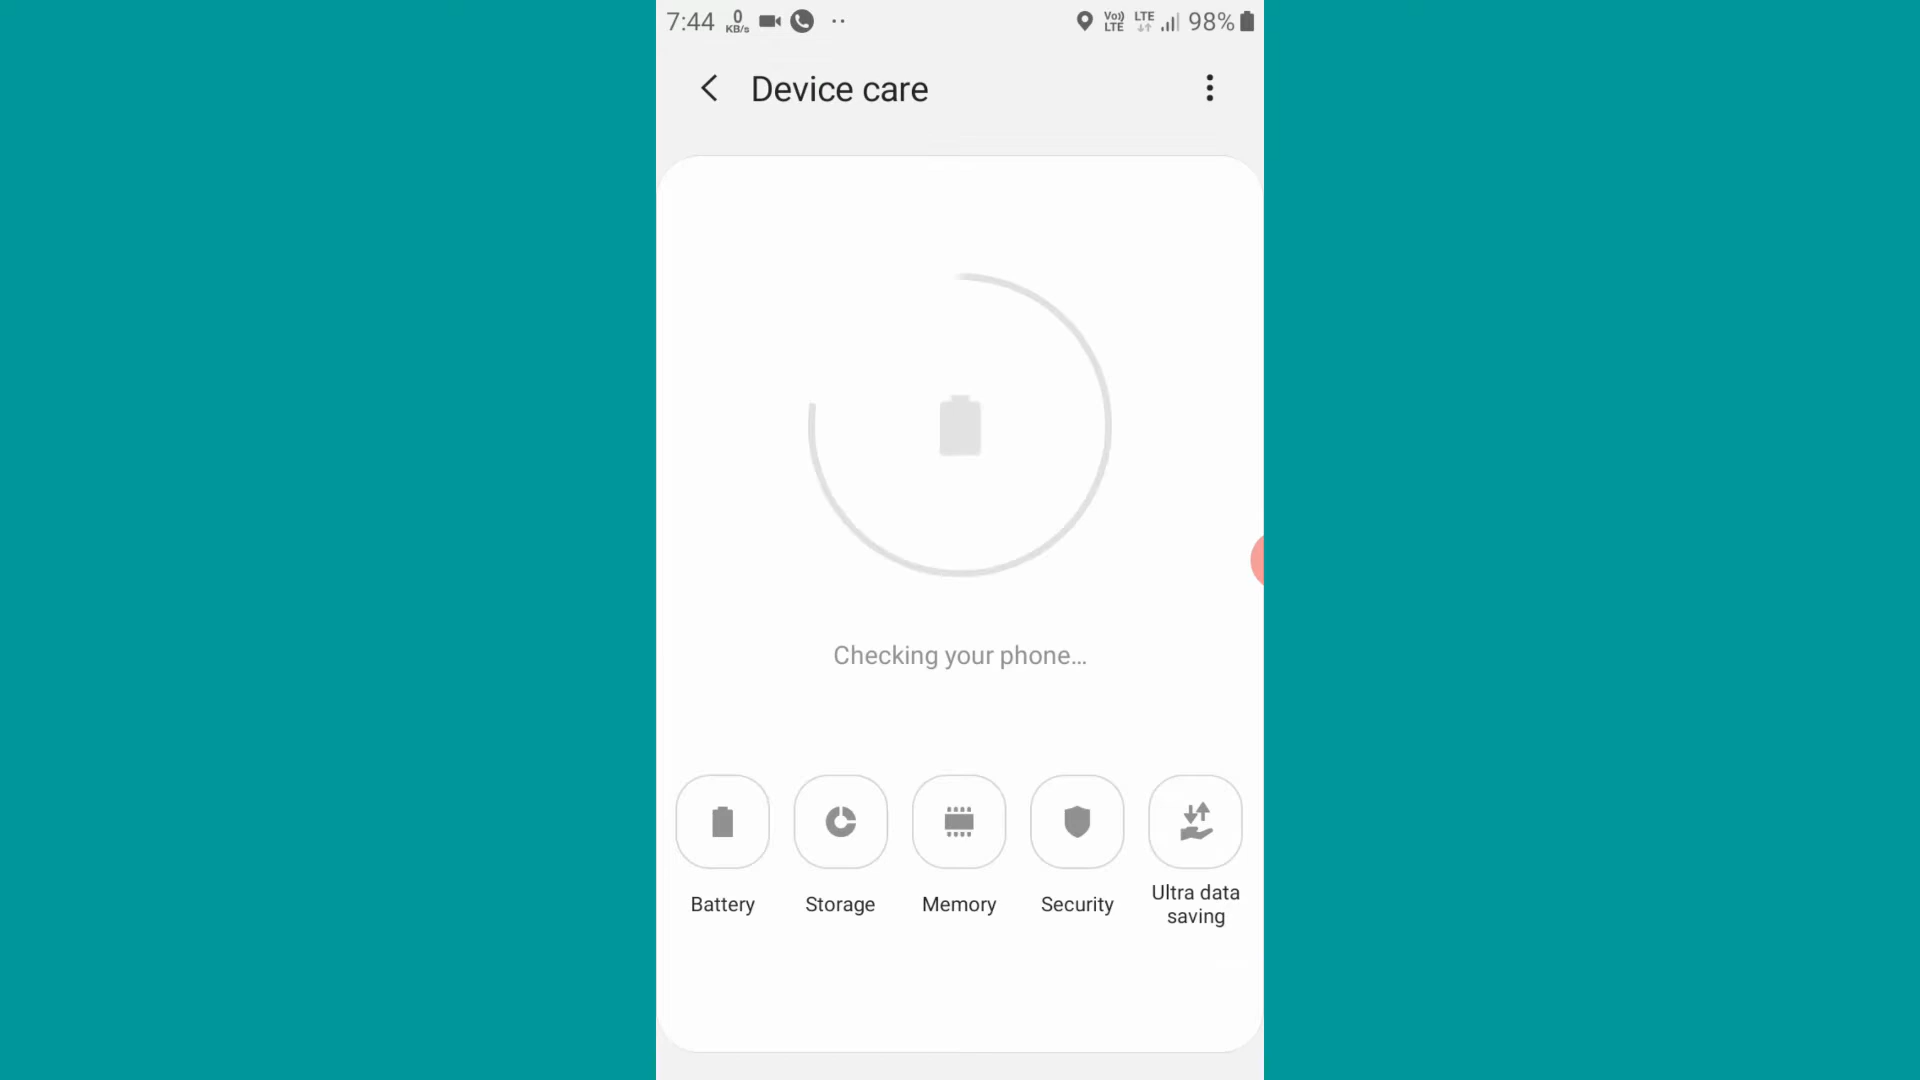 7:44 0 KB/s Vo)) LTE LTE 98%
Device care
Checking your phone...
Battery Storage Memory Security Ultra data saving